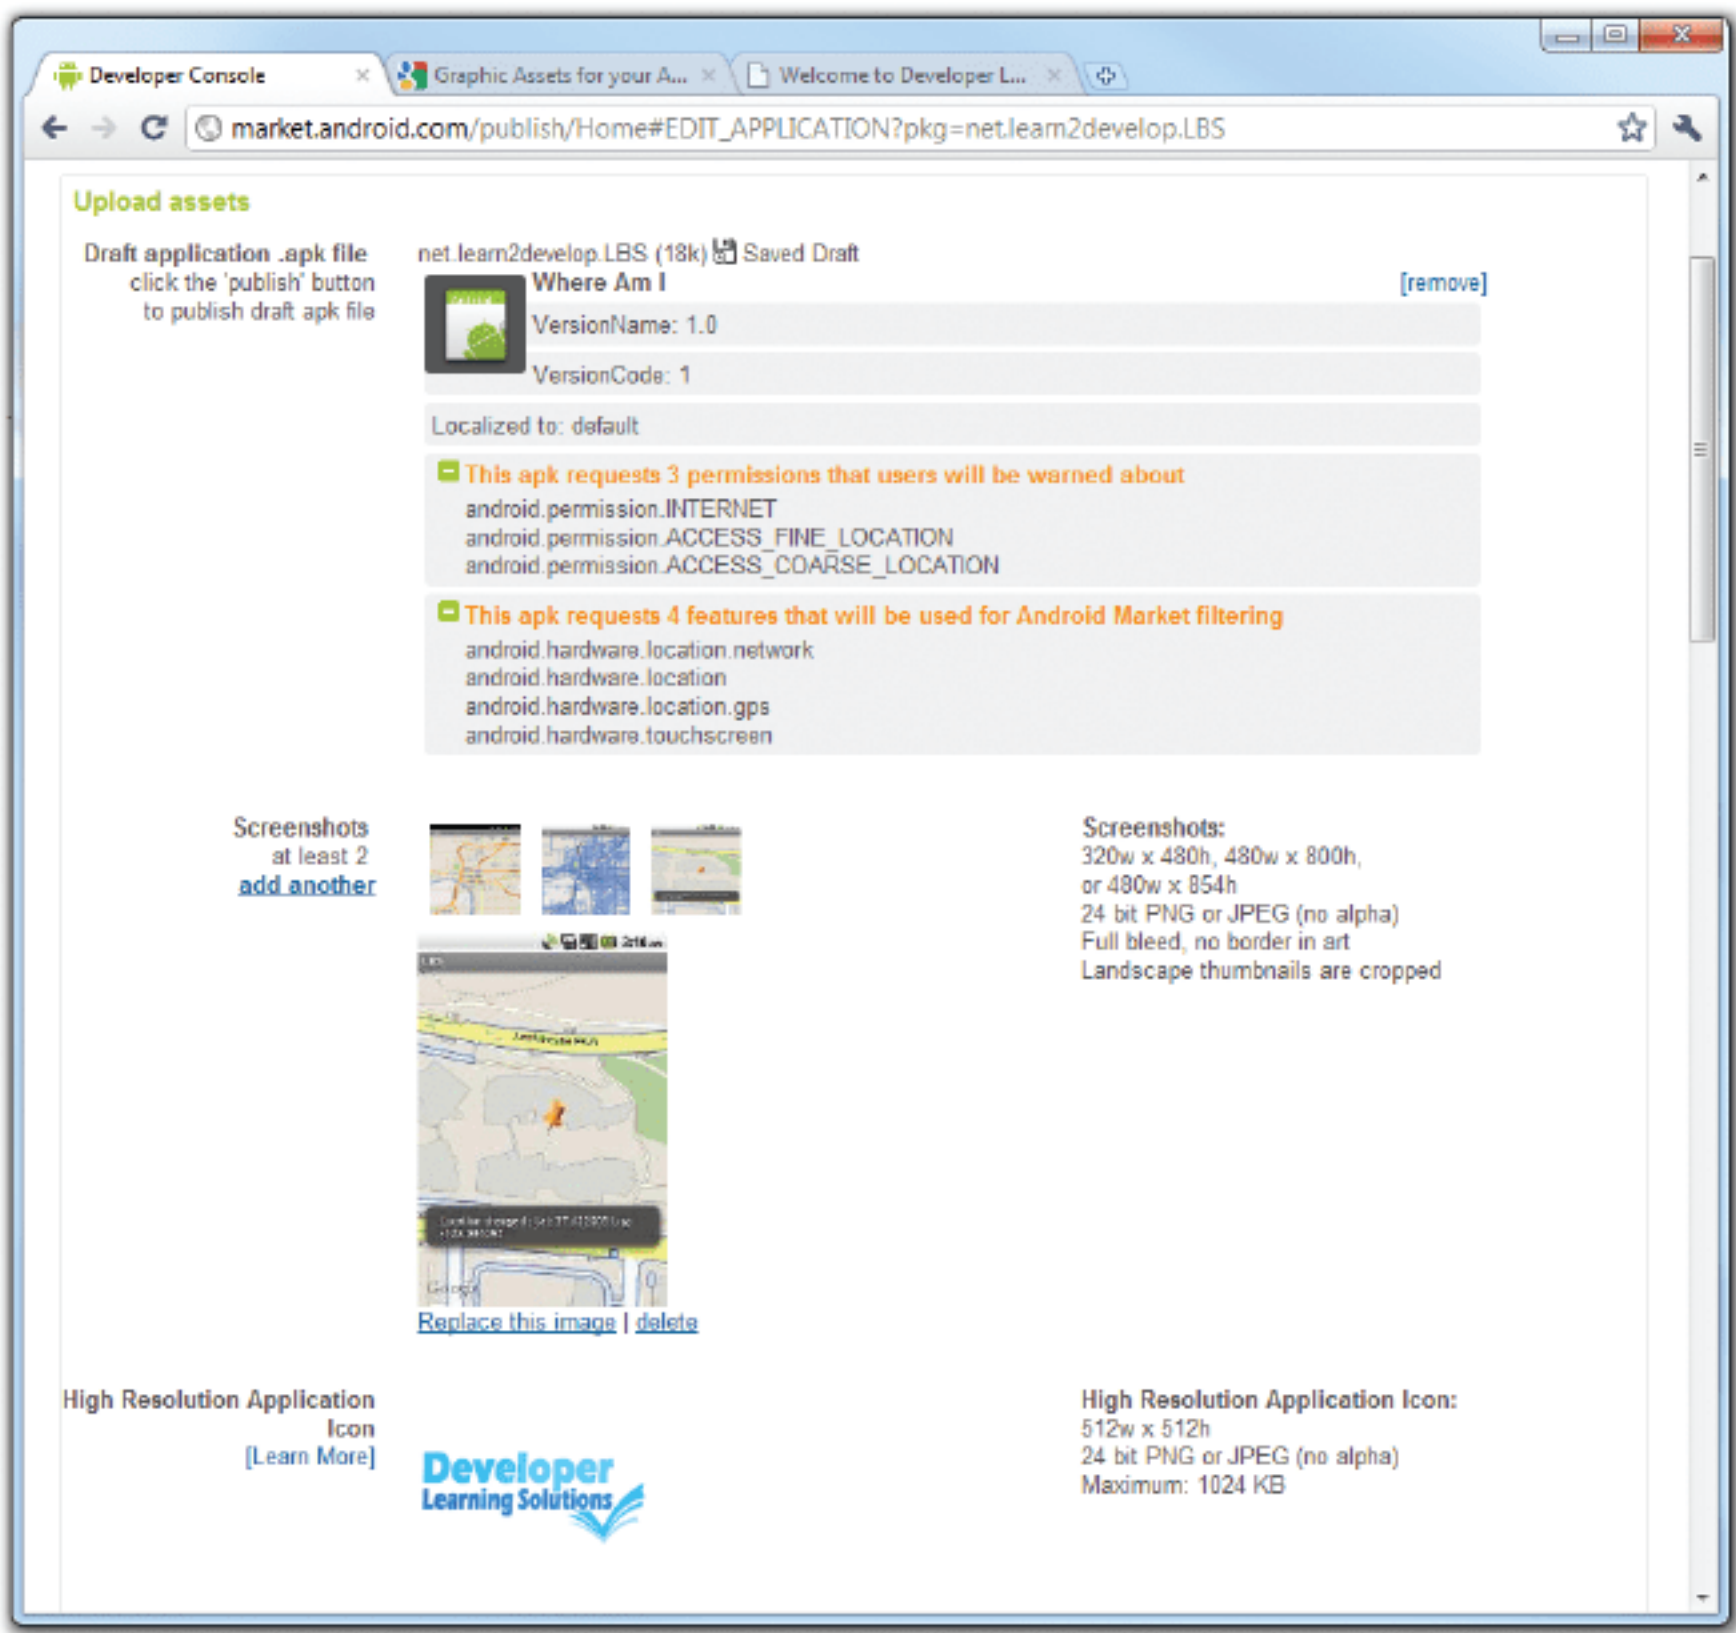 Developer Console
Graphic Assets for your A...
Welcome to Developer L...
market.android.com/publish/Home#EDIT_APPLICATION?pkg=net.learn2develop.LBS
Upload assets
Draft application .apk file
click the 'publish' button
to publish draft apk file
net.learn2develop.LBS (18k) Saved Draft
Where Am I
[remove]
VersionName: 1.0
VersionCode: 1
Localized to: default
This apk requests 3 permissions that users will be warned about
android.permission.INTERNET
android.permission.ACCESS_FINE_LOCATION
android.permission.ACCESS_COARSE_LOCATION
This apk requests 4 features that will be used for Android Market filtering
android.hardware.location.network
android.hardware.location
android.hardware.location.gps
android.hardware.touchscreen
Screenshots
at least 2
add another
LBS
Google
Replace this image | delete
Screenshots:
320w x 480h, 480w x 800h,
or 480w x 854h
24 bit PNG or JPEG (no alpha)
Full bleed, no border in art
Landscape thumbnails are cropped
High Resolution Application
Icon
[Learn More]
Developer
Learning Solutions
High Resolution Application Icon:
512w x 512h
24 bit PNG or JPEG (no alpha)
Maximum: 1024 KB